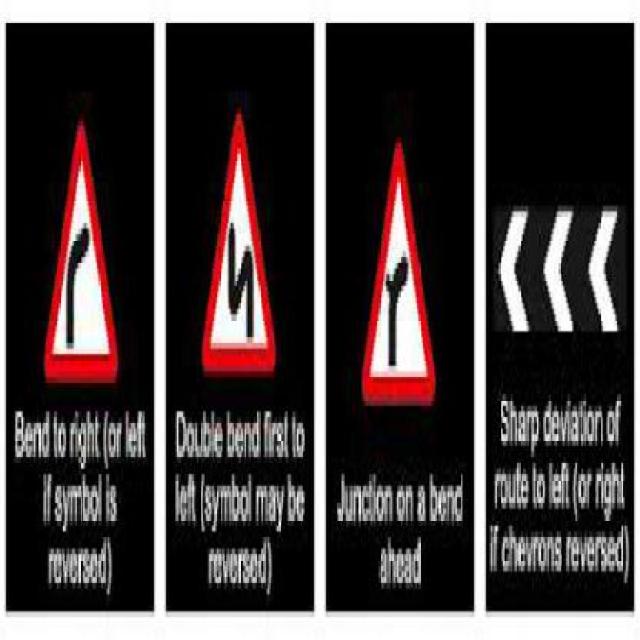 Bend to right (or left
if symbol is
reversed)
Double bend first to
left (symbol may be
reversed)
Junction on a bend
ahead
Sharp deviation of
route to left (or right
if chevrons reversed)